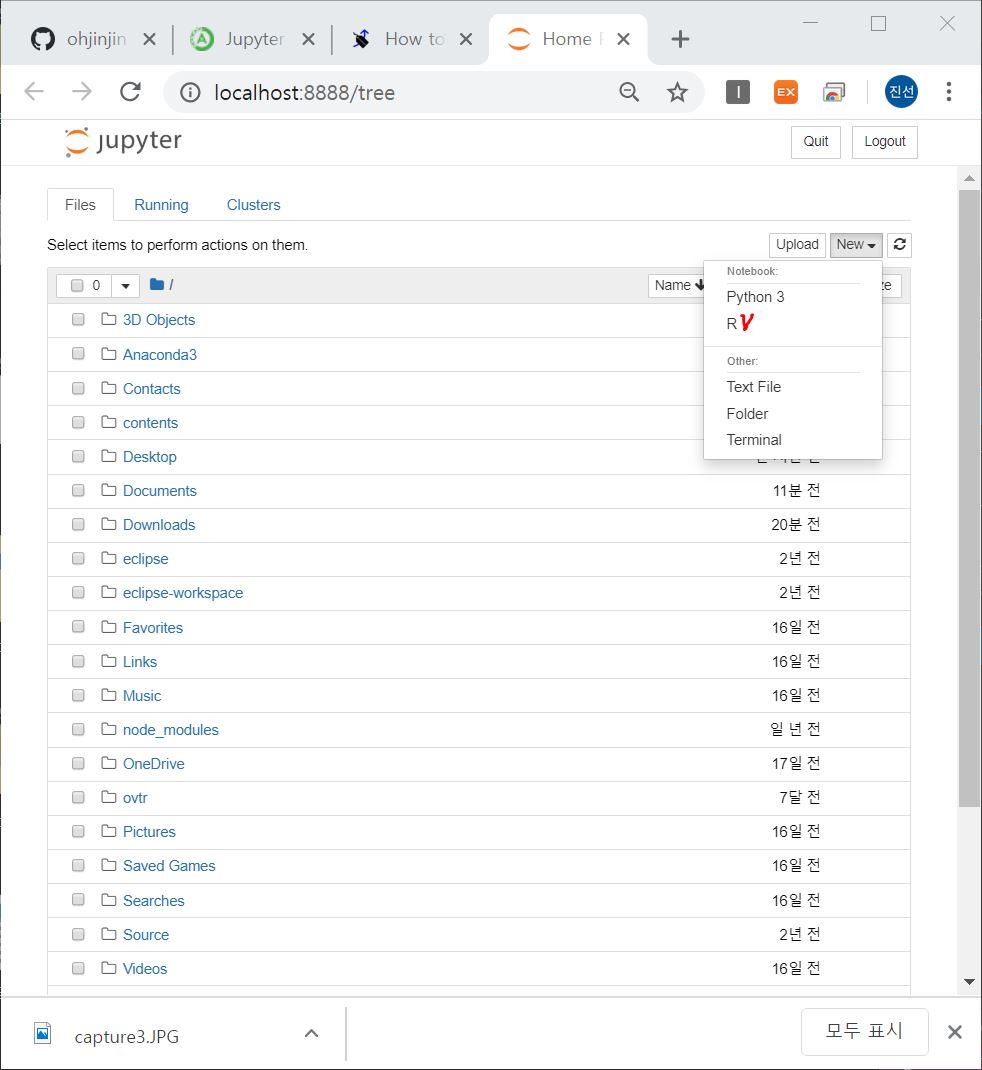 ohjinjin
Jupyter
How to
Home
localhost:8888/tree
I
EX
진선
jupyter
Quit
Logout
Files
Running
Clusters
Select items to perform actions on them.
Upload
New
0
/
Name
Notebook:
Python 3
R
Other:
Text File
Folder
Terminal
3D Objects
Anaconda3
Contacts
contents
Desktop
Documents 11분 전
Downloads 20분 전
eclipse 2년 전
eclipse-workspace 2년 전
Favorites 16일 전
Links 16일 전
Music 16일 전
node_modules 일 년 전
OneDrive 17일 전
ovtr 7달 전
Pictures 16일 전
Saved Games 16일 전
Searches 16일 전
Source 2년 전
Videos 16일 전
capture3.JPG
모두 표시